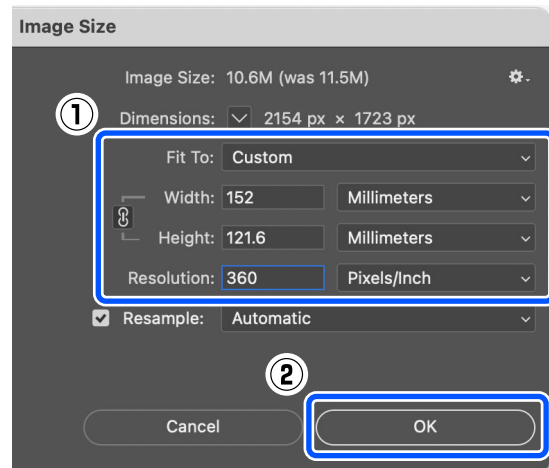 Image Size
Image Size: 10.6M (was 11.5M)
①
Dimensions: 2154 px × 1723 px
Fit To: Custom
Width: 152 Millimeters
Height: 121.6 Millimeters
Resolution: 360 Pixels/Inch
Resample: Automatic
②
Cancel OK